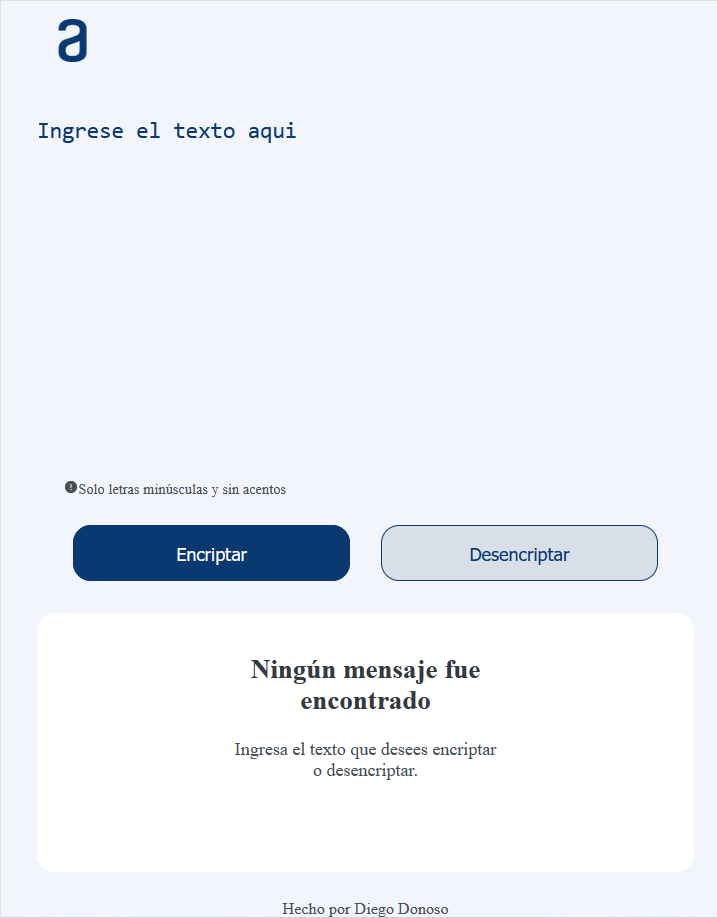 a
Ingrese el texto aqui
Solo letras minúsculas y sin acentos
Encriptar
Desencriptar
Ningún mensaje fue
encontrado
Ingresa el texto que desees encriptar
o desencriptar.
Hecho por Diego Donoso